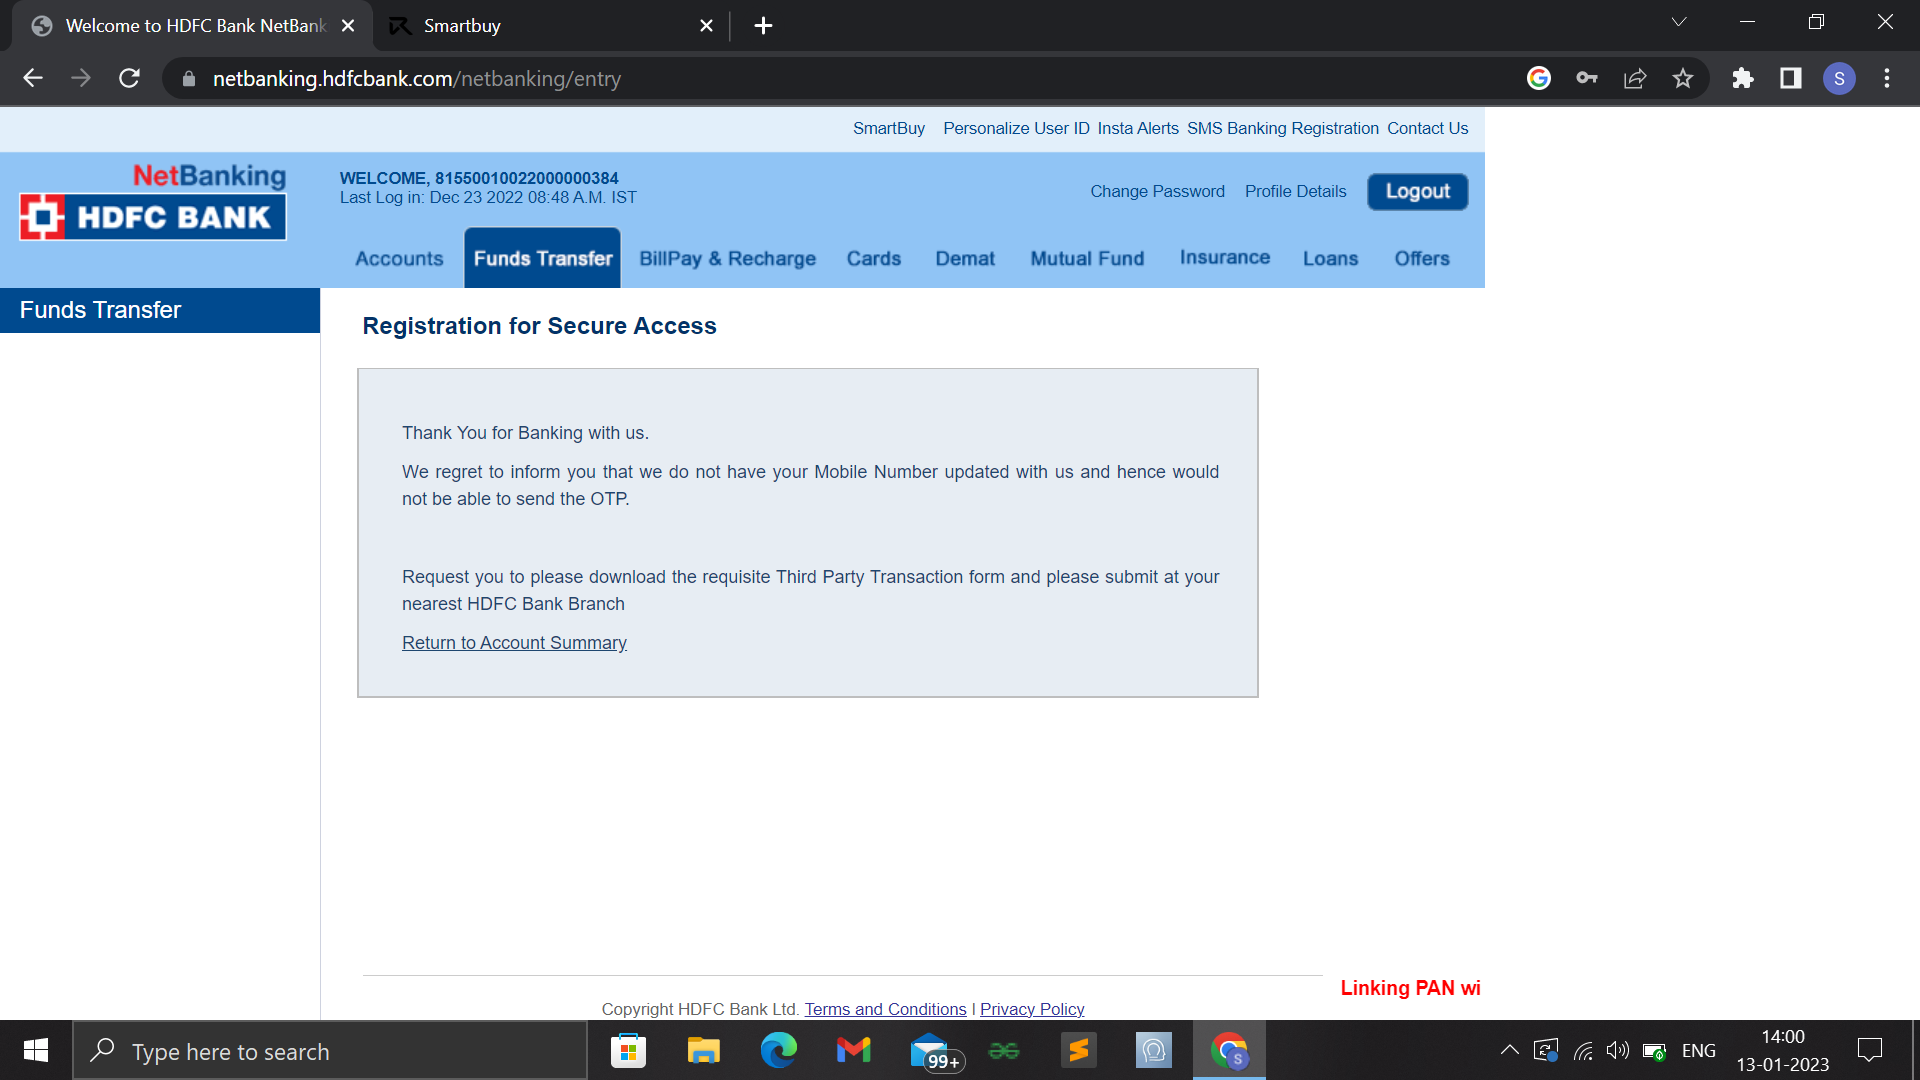 Welcome to HDFC Bank NetBank
Smartbuy
netbanking.hdfcbank.com/netbanking/entry
S
SmartBuy Personalize User ID Insta Alerts SMS Banking Registration Contact Us
NetBanking
HDFC BANK
WELCOME, 81550010022000000384
Last Log in: Dec 23 2022 08:48 A.M. IST
Change Password Profile Details Logout
Accounts Funds Transfer BillPay & Recharge Cards Demat Mutual Fund Insurance Loans Offers
Funds Transfer
Registration for Secure Access
Thank You for Banking with us.
We regret to inform you that we do not have your Mobile Number updated with us and hence would
not be able to send the OTP.
Request you to please download the requisite Third Party Transaction form and please submit at your
nearest HDFC Bank Branch
Return to Account Summary
Linking PAN wi
Copyright HDFC Bank Ltd. Terms and Conditions | Privacy Policy
Type here to search
99+
S
ENG
14:00
13-01-2023